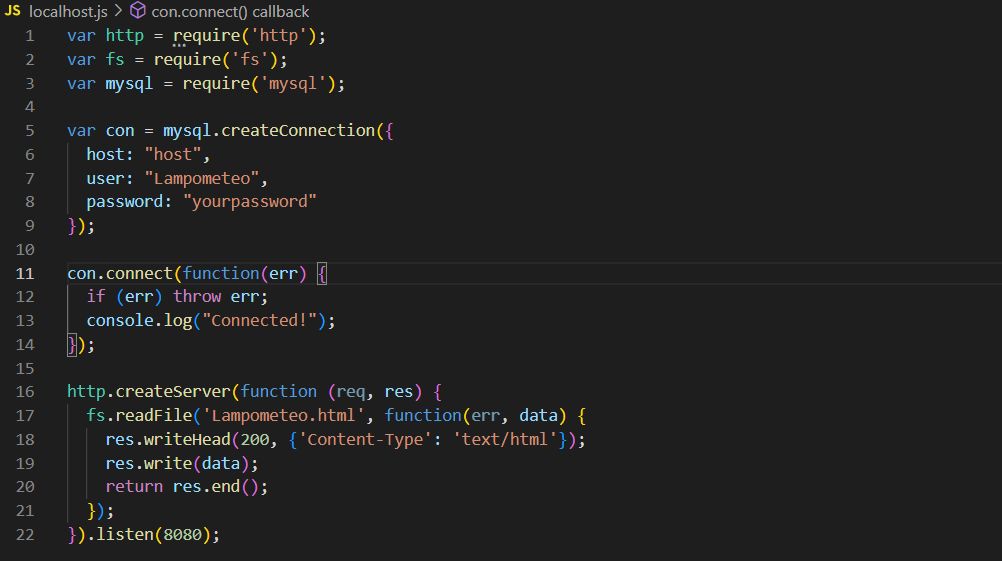 JS localhost.js > con.connect() callback
1 var http = require('http');
2 var fs = require('fs');
3 var mysql = require('mysql');
4
5 var con = mysql.createConnection({
6   host: "host",
7   user: "Lampometeo",
8   password: "yourpassword"
9 });
10
11 con.connect(function(err) {
12   if (err) throw err;
13   console.log("Connected!");
14 });
15
16 http.createServer(function (req, res) {
17   fs.readFile('Lampometeo.html', function(err, data) {
18     res.writeHead(200, {'Content-Type': 'text/html'});
19     res.write(data);
20     return res.end();
21   });
22 }).listen(8080);